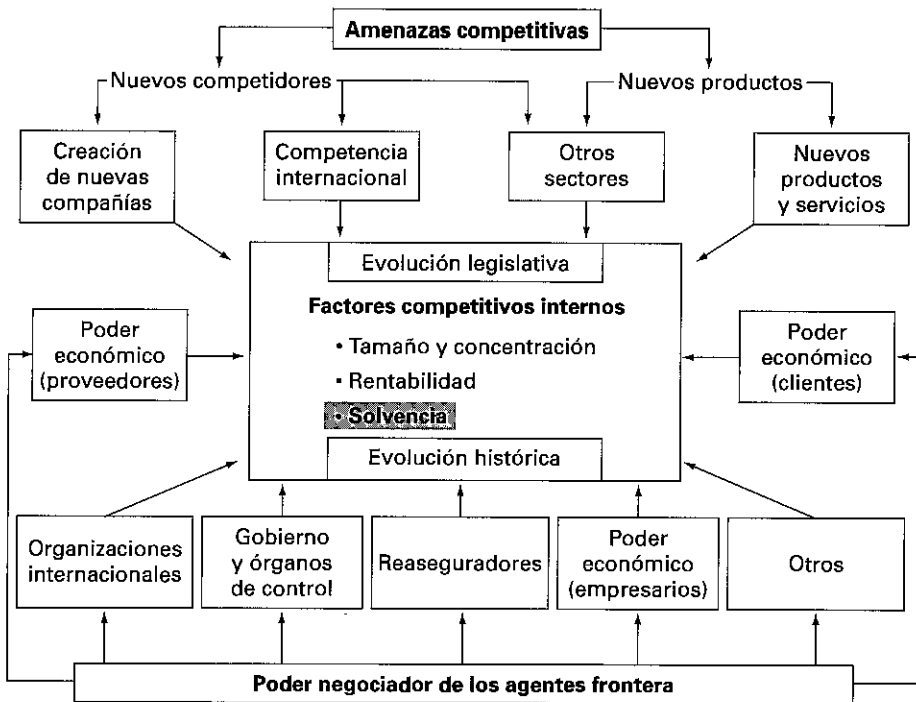 Amenazas competitivas
Nuevos competidores
Nuevos productos
Creación
de nuevas
compañías
Competencia
internacional
Otros
sectores
Nuevos
productos
y servicios
Evolución legislativa
Factores competitivos internos
• Tamaño y concentración
• Rentabilidad
• Solvencia
Evolución histórica
Poder
económico
(proveedores)
Poder
económico
(clientes)
Organizaciones
internacionales
Gobierno
y órganos
de control
Reaseguradores
Poder
económico
(empresarios)
Otros
Poder negociador de los agentes frontera